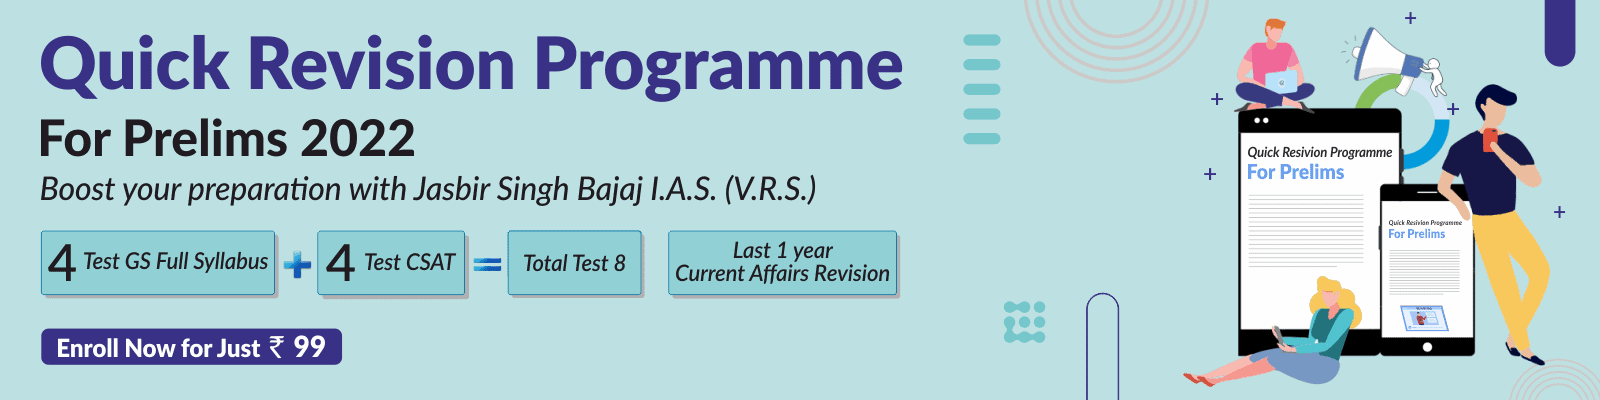 Quick Revision Programme
For Prelims 2022
Boost your preparation with Jasbir Singh Bajaj I.A.S. (V.R.S.)
4 Test GS Full Syllabus + 4 Test CSAT = Total Test 8
Last 1 year
Current Affairs Revision
Enroll Now for Just ₹ 99
Quick Resivion Programme
For Prelims
Quick Resivion Programme
For Prelims